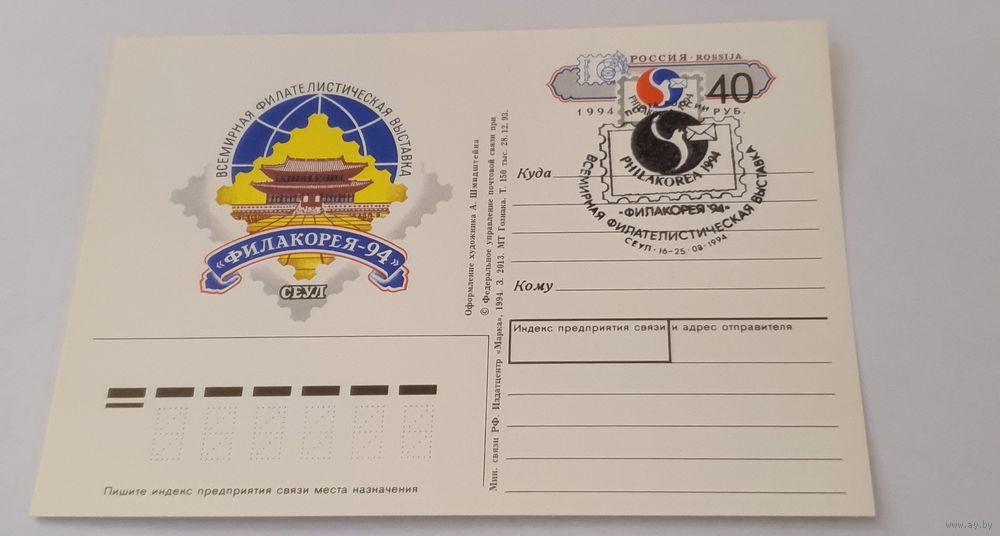 ВСЕМИРНАЯ ФИЛАТЕЛИСТИЧЕСКАЯ ВЫСТАВКА
«ФИЛАКОРЕЯ-94»
СЕУЛ
РОССИЯ · ROSSIJA
40
1994
РУБ.
PHILAKOREA 1994
"ФИЛАКОРЕЯ '94"
ВСЕМИРНАЯ ФИЛАТЕЛИСТИЧЕСКАЯ ВЫСТАВКА
СЕУЛ · 16-25 · 08 · 1994
Куда
Кому
Индекс предприятия связи и адрес отправителя
Оформление художника А. Шмидштейна
© Федеральное управление почтовой связи при
Мин. связи РФ. Издатцентр «Марка», 1994. З. 2013. МТ Гознака. Т. 150 тыс. 28.12.93.
Пишите индекс предприятия связи места назначения
www.ay.by